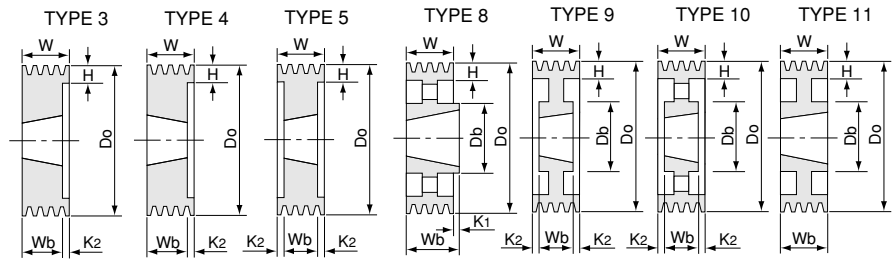 TYPE 3 TYPE 4 TYPE 5 TYPE 8 TYPE 9 TYPE 10 TYPE 11
W W W W W W W
H H H H H H H
Do Do Do Db Do Db Do Db Do Db Do
K1
Wb K2 Wb K2 K2 Wb K2 Wb K2 Wb K2 K2 Wb K2 Wb